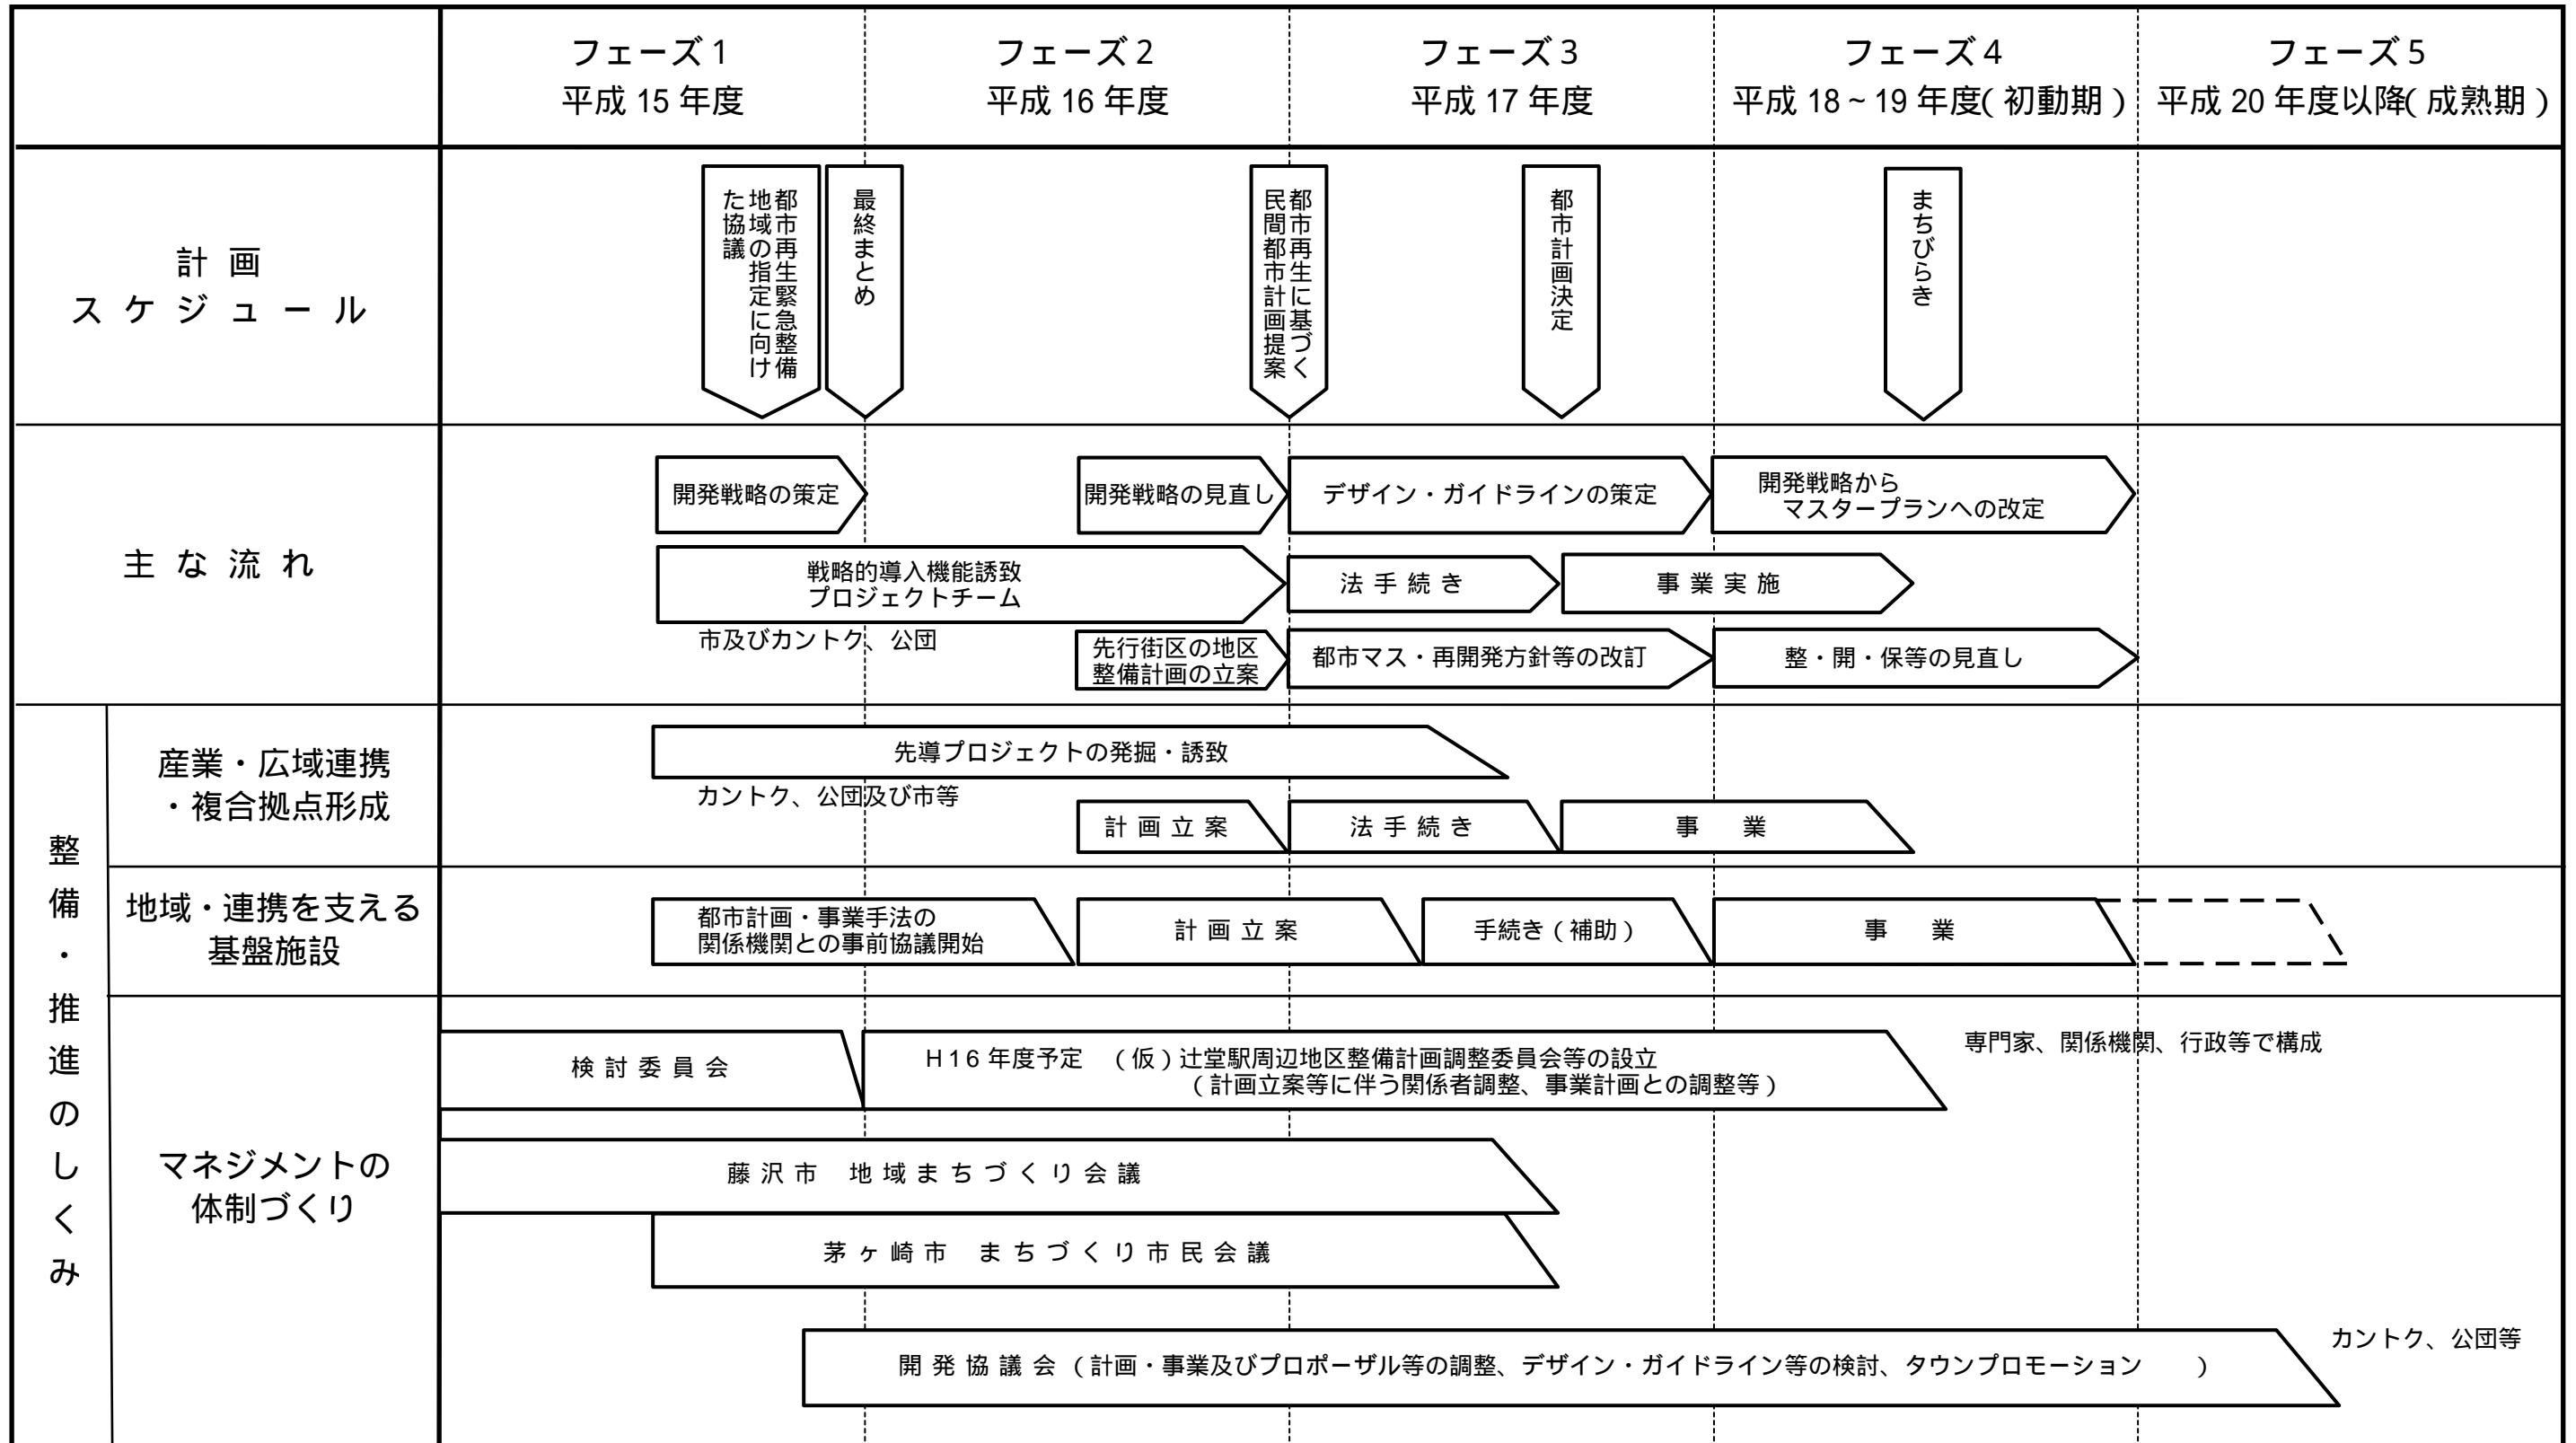 フェーズ1
平成 15 年度
フェーズ2
平成 16 年度
フェーズ3
平成 17 年度
フェーズ4
平成 18~19 年度(初動期)
フェーズ5
平成 20 年度以降(成熟期)
計 画
ス ケ ジ ュ ー ル
都市再生緊急整備
地域の指定に向け
た協議
最終まとめ
都市再生に基づく
民間都市計画提案
都市計画決定
まちびらき
主 な 流 れ
開発戦略の策定
開発戦略の見直し
デザイン・ガイドラインの策定
開発戦略から
マスタープランへの改定
戦略的導入機能誘致
プロジェクトチーム
法 手 続 き
事 業 実 施
市及びカントク、公団
先行街区の地区
整備計画の立案
都市マス・再開発方針等の改訂
整・開・保等の見直し
整備・推進のしくみ
産業・広域連携
・複合拠点形成
先導プロジェクトの発掘・誘致
カントク、公団及び市等
計 画 立 案
法 手 続 き
事 業
地域・連携を支える
基盤施設
都市計画・事業手法の
関係機関との事前協議開始
計 画 立 案
手続き(補助)
事 業
マネジメントの
体制づくり
検 討 委 員 会
H16年度予定 (仮)辻堂駅周辺地区整備計画調整委員会等の設立
(計画立案等に伴う関係者調整、事業計画との調整等)
専門家、関係機関、行政等で構成
藤 沢 市 地 域 ま ち づ く り 会 議
茅 ヶ 崎 市 ま ち づ く り 市 民 会 議
開 発 協 議 会 (計画・事業及びプロポーザル等の調整、デザイン・ガイドライン等の検討、タウンプロモーション )
カントク、公団等